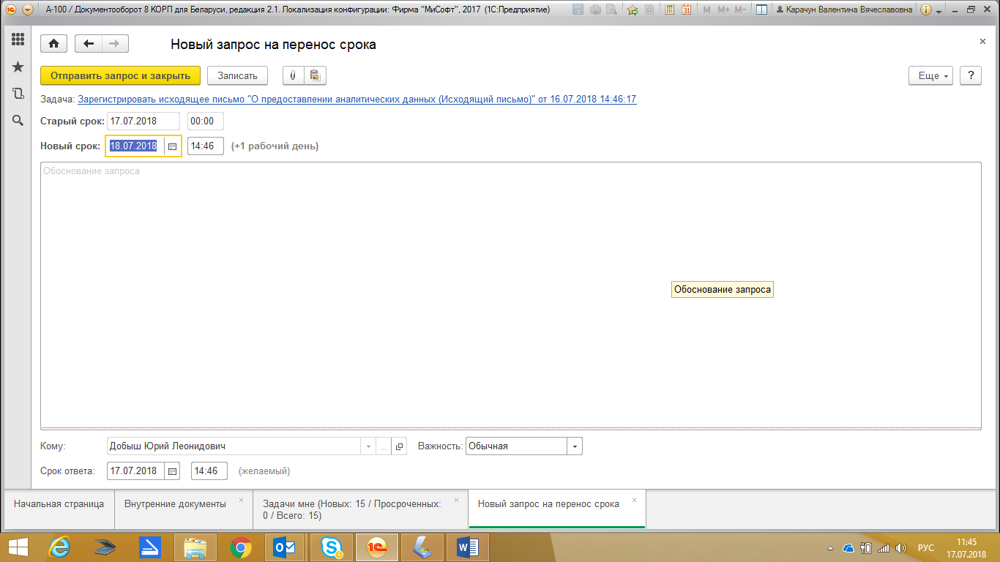 А-100 / Документооборот 8 КОРП для Беларуси, редакция 2.1. Локализация конфигурации: Фирма "МиСофт", 2017 (1С:Предприятие)
M M+ M- Карачун Валентина Вячеславовна
Новый запрос на перенос срока
Отправить запрос и закрыть Записать Еще ?
Задача: Зарегистрировать исходящее письмо "О предоставлении аналитических данных (Исходящий письмо)" от 16.07.2018 14:46:17
Старый срок: 17.07.2018 00:00
Новый срок: 18.07.2018 14:46 (+1 рабочий день)
Обоснование запроса
Обоснование запроса
Кому: Добыш Юрий Леонидович ... Важность: Обычная
Срок ответа: 17.07.2018 14:46 (желаемый)
Начальная страница Внутренние документы Задачи мне (Новых: 15 / Просроченных: 0 / Всего: 15) Новый запрос на перенос срока
РУС 11:45
17.07.2018